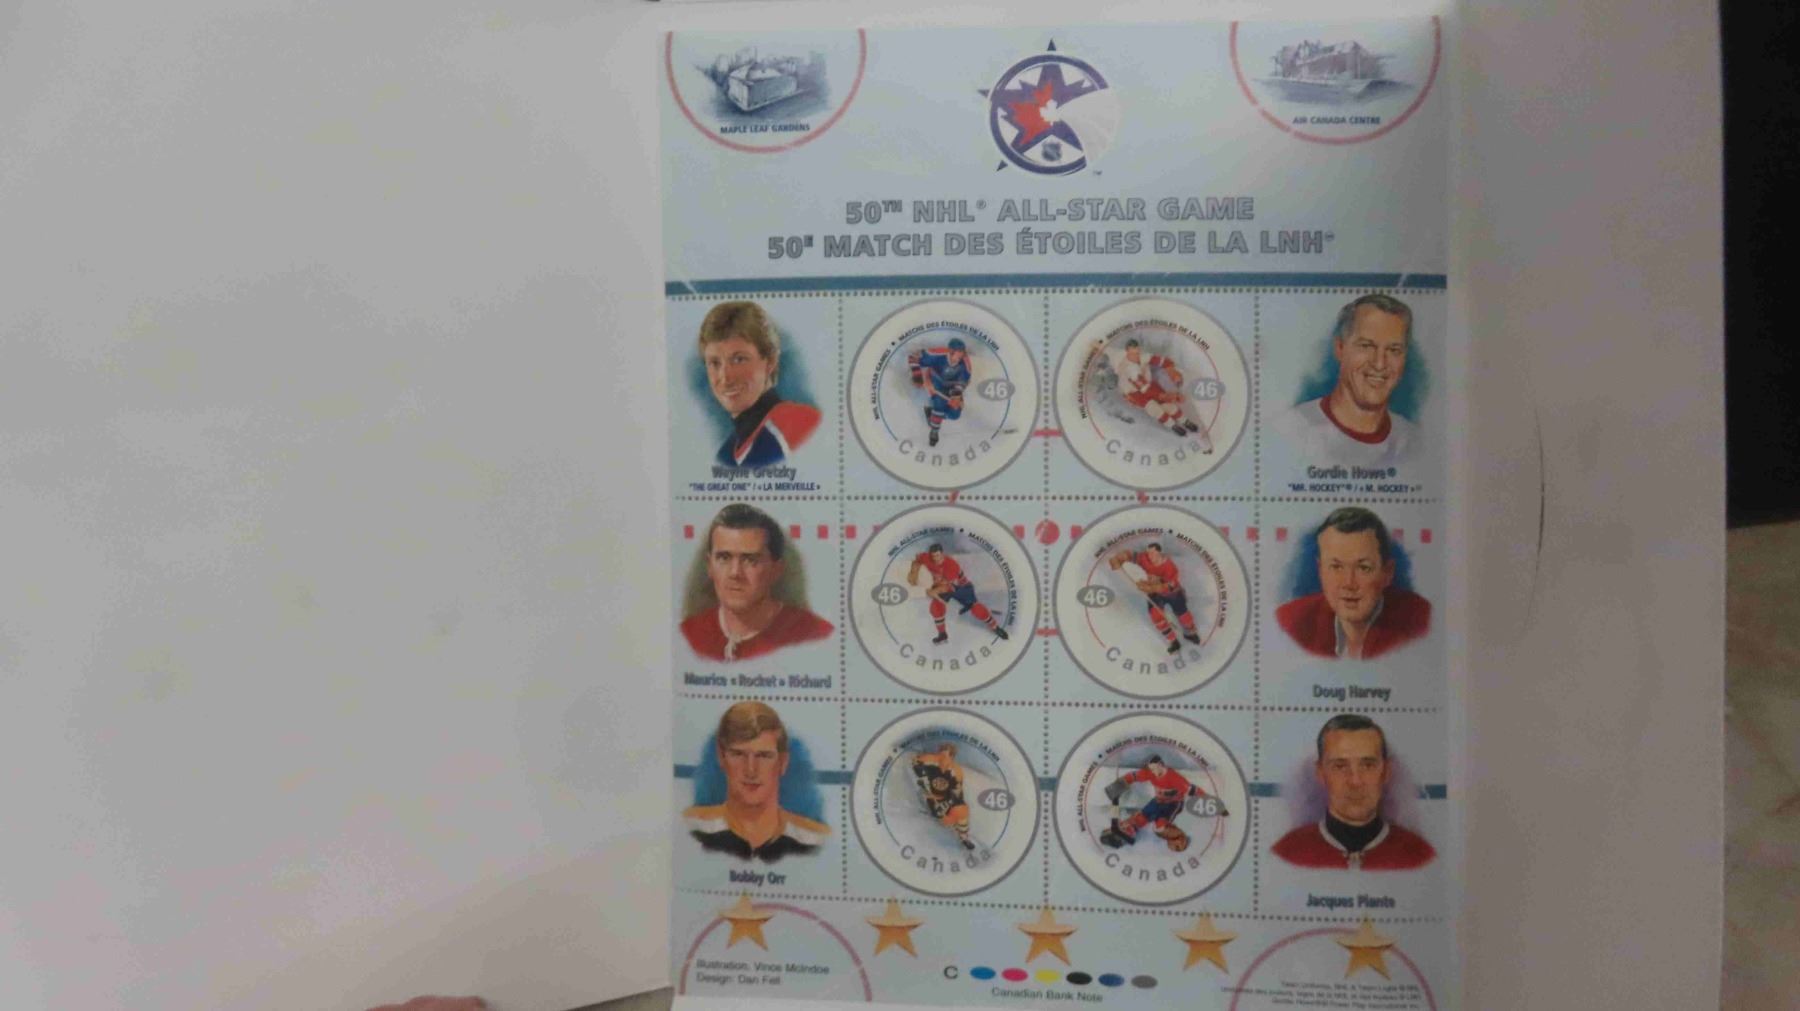 MAPLE LEAF GARDENS
AIR CANADA CENTRE
50TH NHL® ALL-STAR GAME
50E MATCH DES ÉTOILES DE LA LNH®
Wayne Gretzky
"THE GREAT ONE" / « LA MERVEILLE »
NHL ALL-STAR GAMES ★ MATCHS DES ÉTOILES DE LA LNH
46
Canada
NHL ALL-STAR GAMES ★ MATCHS DES ÉTOILES DE LA LNH
46
Canada
Gordie Howe®
"MR. HOCKEY"® / « M. HOCKEY »®
Maurice « Rocket » Richard
NHL ALL-STAR GAMES ★ MATCHS DES ÉTOILES DE LA LNH
46
Canada
NHL ALL-STAR GAMES ★ MATCHS DES ÉTOILES DE LA LNH
46
Canada
Doug Harvey
Bobby Orr
NHL ALL-STAR GAMES ★ MATCHS DES ÉTOILES DE LA LNH
46
Canada
NHL ALL-STAR GAMES ★ MATCHS DES ÉTOILES DE LA LNH
46
Canada
Jacques Plante
Illustration: Vince McIndoe
Design: Dan Fell
C
Canadian Bank Note